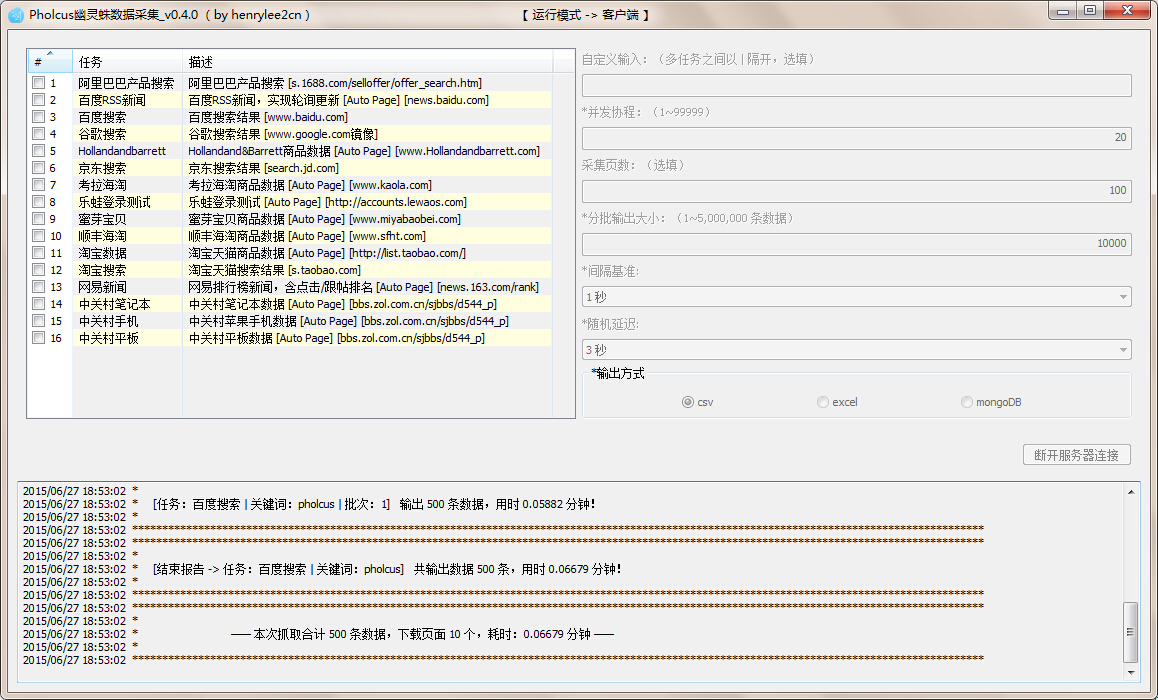 Pholcus幽灵蛛数据采集_v0.4.0 （ by henrylee2cn ）
【 运行模式 -> 客户端 】
# 任务 描述
1 阿里巴巴产品搜索 阿里巴巴产品搜索 [s.1688.com/selloffer/offer_search.htm]
2 百度RSS新闻 百度RSS新闻，实现轮询更新 [Auto Page] [news.baidu.com]
3 百度搜索 百度搜索结果 [www.baidu.com]
4 谷歌搜索 谷歌搜索结果 [www.google.com镜像]
5 Hollandandbarrett Hollandand&Barrett商品数据 [Auto Page] [www.Hollandandbarrett.com]
6 京东搜索 京东搜索结果 [search.jd.com]
7 考拉海淘 考拉海淘商品数据 [Auto Page] [www.kaola.com]
8 乐蛙登录测试 乐蛙登录测试 [Auto Page] [http://accounts.lewaos.com]
9 蜜芽宝贝 蜜芽宝贝商品数据 [Auto Page] [www.miyabaobei.com]
10 顺丰海淘 顺丰海淘商品数据 [Auto Page] [www.sfht.com]
11 淘宝数据 淘宝天猫商品数据 [Auto Page] [http://list.taobao.com/]
12 淘宝搜索 淘宝天猫搜索结果 [s.taobao.com]
13 网易新闻 网易排行榜新闻，含点击/跟帖排名 [Auto Page] [news.163.com/rank]
14 中关村笔记本 中关村笔记本数据 [Auto Page] [bbs.zol.com.cn/sjbbs/d544_p]
15 中关村手机 中关村苹果手机数据 [Auto Page] [bbs.zol.com.cn/sjbbs/d544_p]
16 中关村平板 中关村平板数据 [Auto Page] [bbs.zol.com.cn/sjbbs/d544_p]
自定义输入：（多任务之间以 | 隔开，选填）
*并发协程：（1~99999）
20
采集页数：（选填）
100
*分批输出大小：（1~5,000,000 条数据）
10000
*间隔基准:
1 秒
*随机延迟:
3 秒
*输出方式
csv excel mongoDB
断开服务器连接
2015/06/27 18:53:02 *
2015/06/27 18:53:02 * [任务：百度搜索 | 关键词：pholcus | 批次：1] 输出 500 条数据，用时 0.05882 分钟！
2015/06/27 18:53:02 *
2015/06/27 18:53:02 **********************************************************************************************************************************************
2015/06/27 18:53:02 **********************************************************************************************************************************************
2015/06/27 18:53:02 *
2015/06/27 18:53:02 * [结束报告 -> 任务：百度搜索 | 关键词：pholcus] 共输出数据 500 条，用时 0.06679 分钟！
2015/06/27 18:53:02 *
2015/06/27 18:53:02 **********************************************************************************************************************************************
2015/06/27 18:53:02 **********************************************************************************************************************************************
2015/06/27 18:53:02 *
2015/06/27 18:53:02 * —— 本次抓取合计 500 条数据，下载页面 10 个，耗时：0.06679 分钟 ——
2015/06/27 18:53:02 *
2015/06/27 18:53:02 **********************************************************************************************************************************************